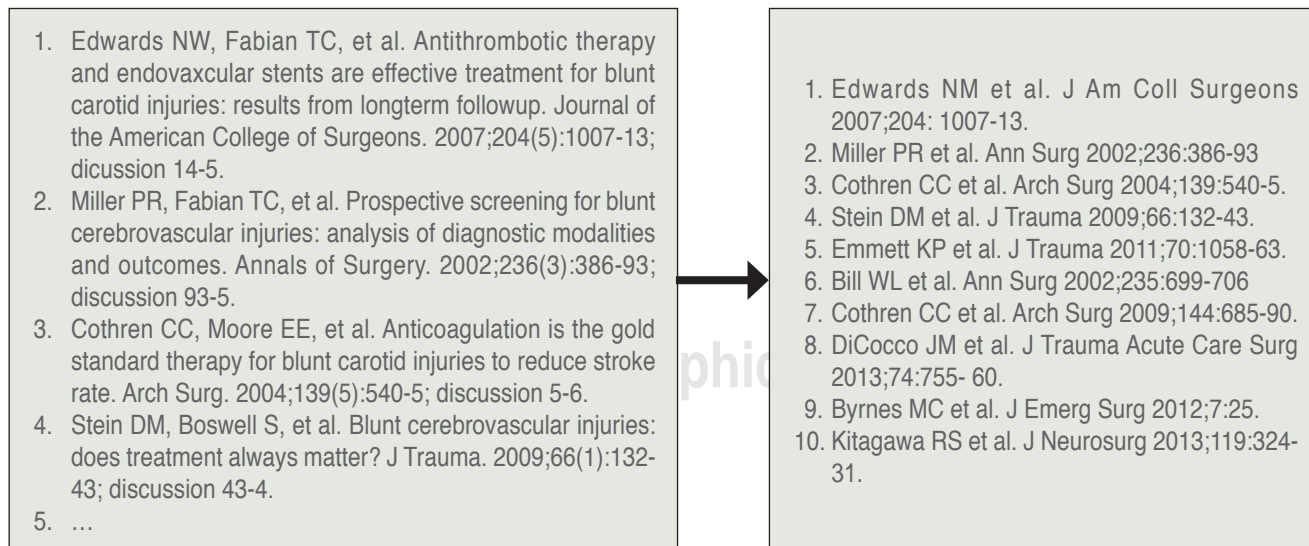 1. Edwards NW, Fabian TC, et al. Antithrombotic therapy
and endovaxcular stents are effective treatment for blunt
carotid injuries: results from longterm followup. Journal of
the American College of Surgeons. 2007;204(5):1007-13;
dicussion 14-5.
2. Miller PR, Fabian TC, et al. Prospective screening for blunt
cerebrovascular injuries: analysis of diagnostic modalities
and outcomes. Annals of Surgery. 2002;236(3):386-93;
discussion 93-5.
3. Cothren CC, Moore EE, et al. Anticoagulation is the gold
standard therapy for blunt carotid injuries to reduce stroke
rate. Arch Surg. 2004;139(5):540-5; discussion 5-6.
4. Stein DM, Boswell S, et al. Blunt cerebrovascular injuries:
does treatment always matter? J Trauma. 2009;66(1):132-
43; discussion 43-4.
5. …
1. Edwards NM et al. J Am Coll Surgeons
2007;204: 1007-13.
2. Miller PR et al. Ann Surg 2002;236:386-93
3. Cothren CC et al. Arch Surg 2004;139:540-5.
4. Stein DM et al. J Trauma 2009;66:132-43.
5. Emmett KP et al. J Trauma 2011;70:1058-63.
6. Bill WL et al. Ann Surg 2002;235:699-706
7. Cothren CC et al. Arch Surg 2009;144:685-90.
8. DiCocco JM et al. J Trauma Acute Care Surg
2013;74:755- 60.
9. Byrnes MC et al. J Emerg Surg 2012;7:25.
10. Kitagawa RS et al. J Neurosurg 2013;119:324-
31.